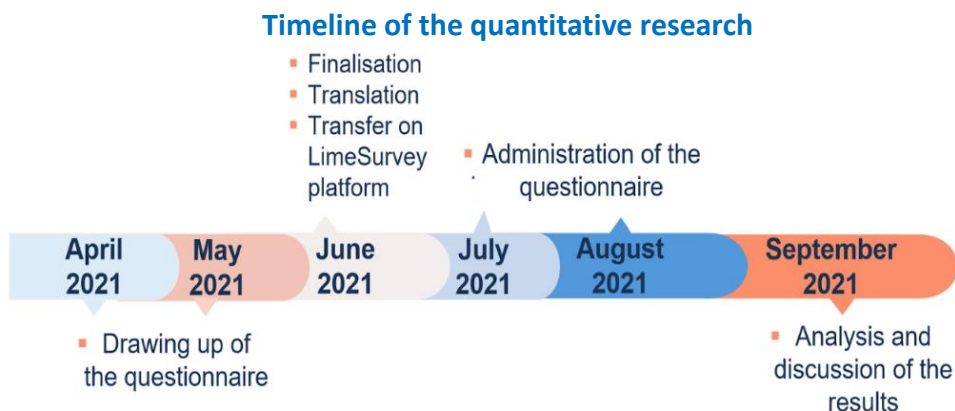 Timeline of the quantitative research
▪ Finalisation
▪ Translation
▪ Transfer on
LimeSurvey
platform
▪ Administration of the
questionnaire
April
2021
May
2021
June
2021
July
2021
August
2021
September
2021
▪ Drawing up of
the questionnaire
▪ Analysis and
discussion of the
results